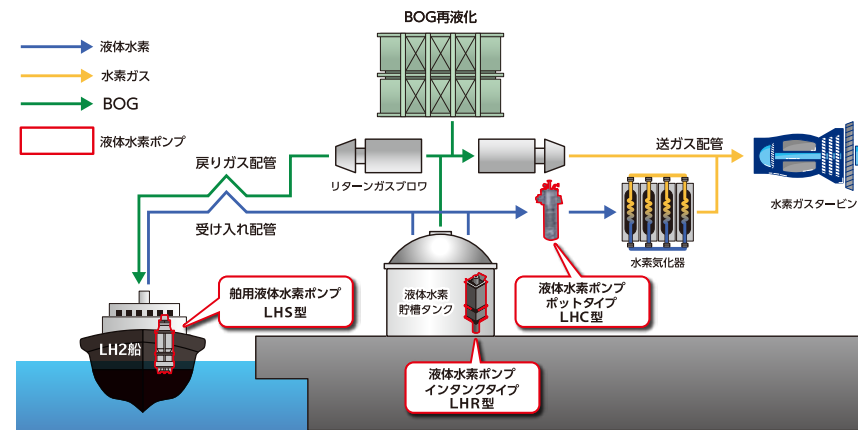 BOG再液化
液体水素
水素ガス
BOG
液体水素ポンプ
戻りガス配管
リターンガスブロワ
送ガス配管
水素ガスタービン
受け入れ配管
水素気化器
舶用液体水素ポンプ
LHS型
液体水素
貯槽タンク
液体水素ポンプ
ポットタイプ
LHC型
LH2船
液体水素ポンプ
インタンクタイプ
LHR型